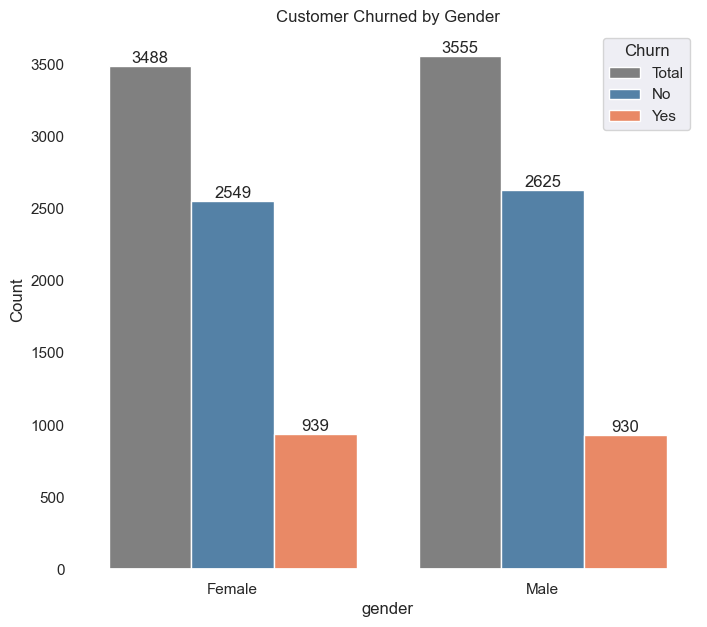 Customer Churned by Gender
Churn
Total
No
Yes
Count
3500
3000
2500
2000
1500
1000
500
0
3488
2549
939
3555
2625
930
Female
Male
gender